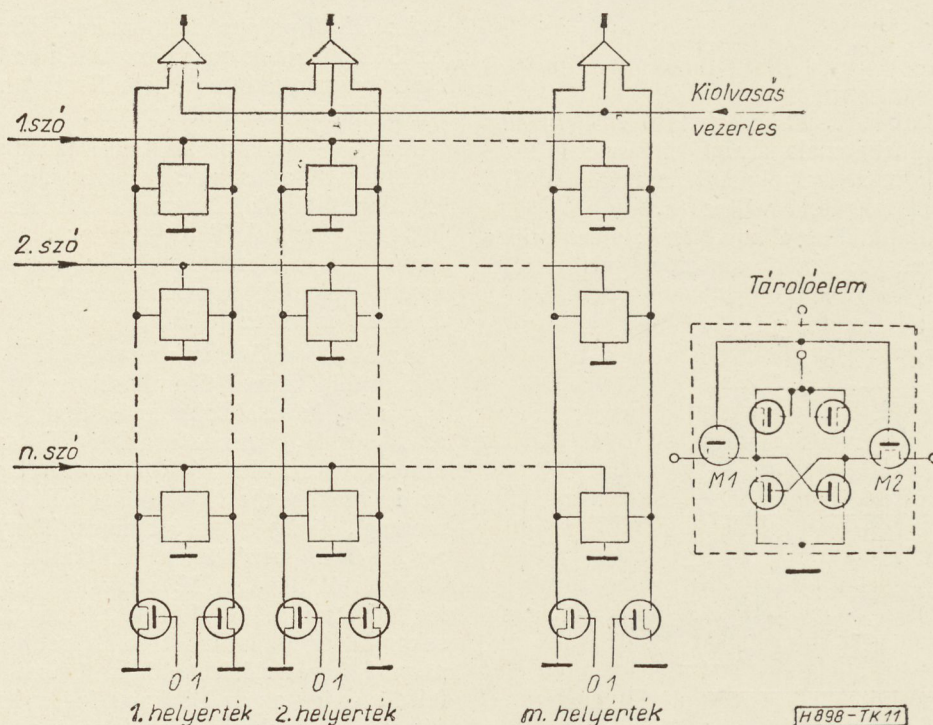 Kiolvasás
vezerles
1.szó
2. szó
Tárolóelem
M1
M2
n. szó
0 1
0 1
0 1
1. helyérték
2. helyérték
m. helyérték
H898-TK11